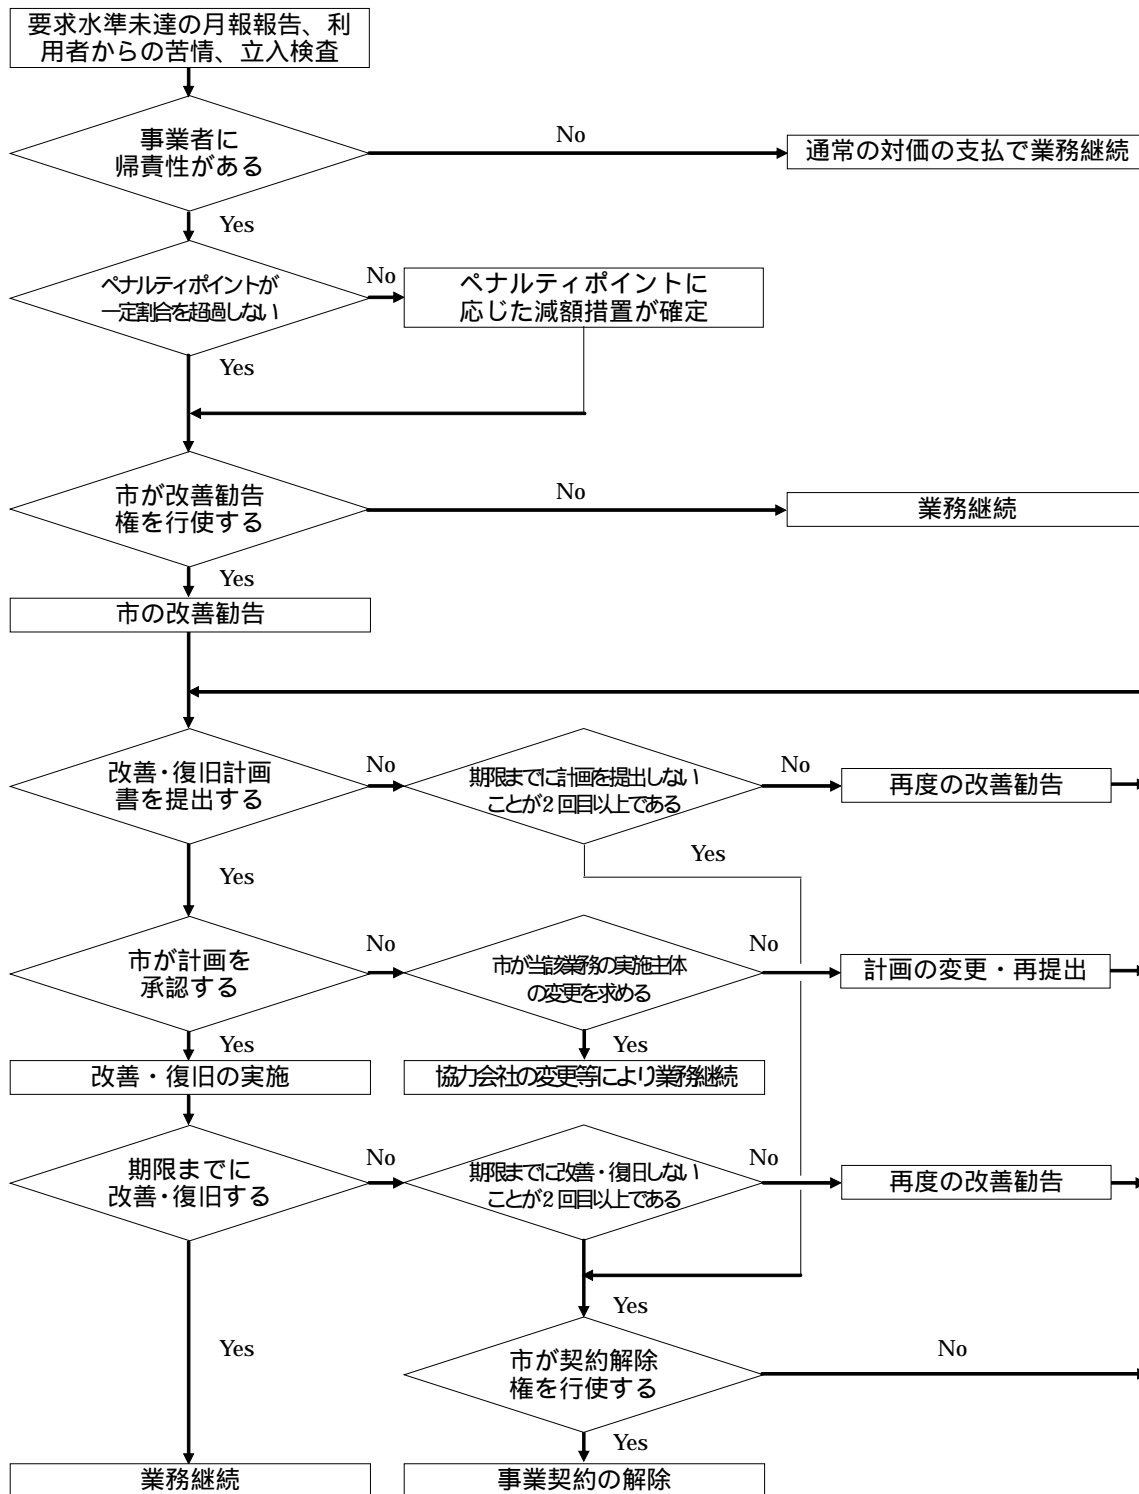 要求水準未達の月報報告、利
用者からの苦情、立入検査
事業者に
帰責性がある
No
通常の対価の支払で業務継続
Yes
ペナルティポイントが
一定割合を超過しない
No
ペナルティポイントに
応じた減額措置が確定
Yes
市が改善勧告
権を行使する
No
業務継続
Yes
市の改善勧告
改善・復旧計画
書を提出する
No
期限までに計画を提出しない
ことが2回目以上である
No
再度の改善勧告
Yes
Yes
市が計画を
承認する
No
市が当該業務の実施主体
の変更を求める
No
計画の変更・再提出
Yes
Yes
改善・復旧の実施
協力会社の変更等により業務継続
期限までに
改善・復旧する
No
期限までに改善・復旧しない
ことが2回目以上である
No
再度の改善勧告
Yes
Yes
市が契約解除
権を行使する
No
Yes
業務継続
事業契約の解除